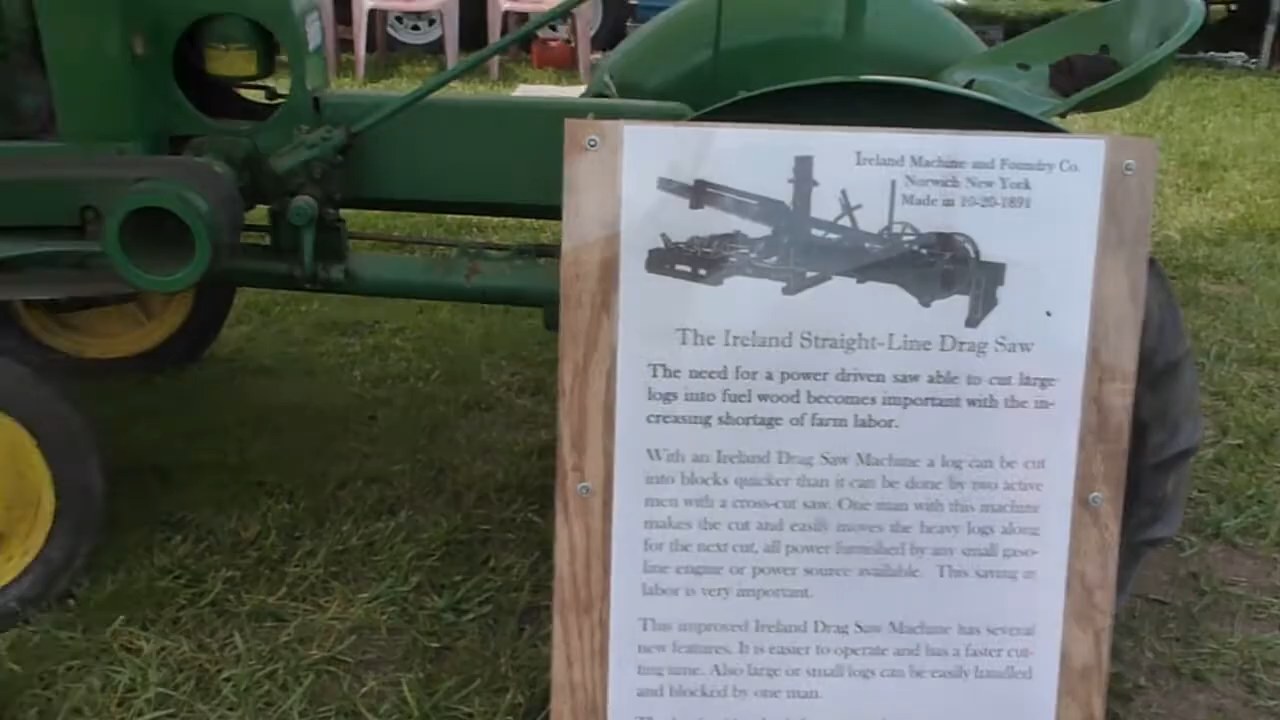 Ireland Machine and Foundry Co.
Norwich New York
Made in 10-20-1891
The Ireland Straight-Line Drag Saw
The need for a power driven saw able to cut large
logs into fuel wood becomes important with the in-
creasing shortage of farm labor.
With an Ireland Drag Saw Machine a log can be cut
into blocks quicker than it can be done by two active
men with a cross-cut saw. One man with this machine
makes the cut and easily moves the heavy logs along
for the next cut, all power furnished by any small gaso-
line engine or power source available. This saving in
labor is very important.
This improved Ireland Drag Saw Machine has several
new features. It is easier to operate and has a faster cut-
ting time. Also large or small logs can be easily handled
and blocked by one man.